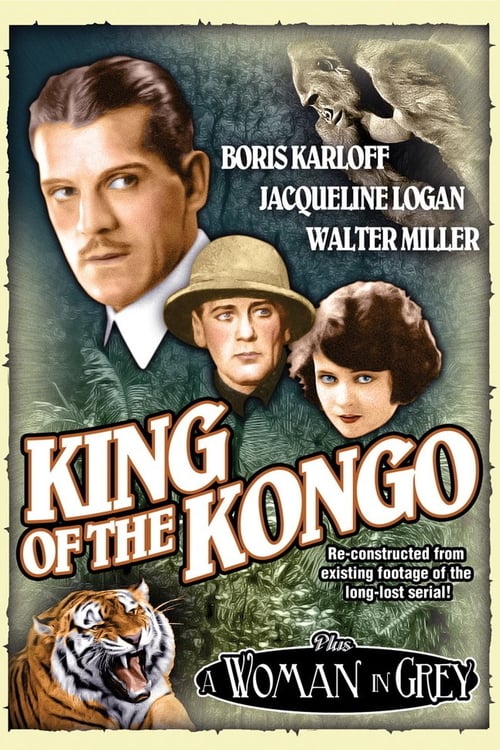 BORIS KARLOFF
JACQUELINE LOGAN
WALTER MILLER
KING
OF THE KONGO
Re-constructed from
existing footage of the
long-lost serial!
Plus
A WOMAN IN GREY